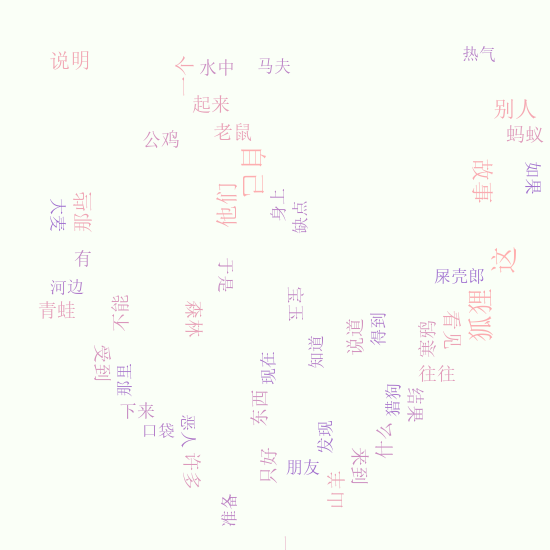 说明
一个
水中
马夫
热气
起来
别人
公鸡
老鼠
蚂蚁
自己
故事
如果
大麦
那些
他们
身上
缺点
有
这
于是
屎壳郎
河边
青蛙
不能
森林
宝玉
狐狸
看见
寒鸦
说道
得到
知道
受到
那里
现在
往往
下来
东西
猎狗
结果
口袋
恶人
发现
什么
许多
只好
朋友
来到
山羊
准备